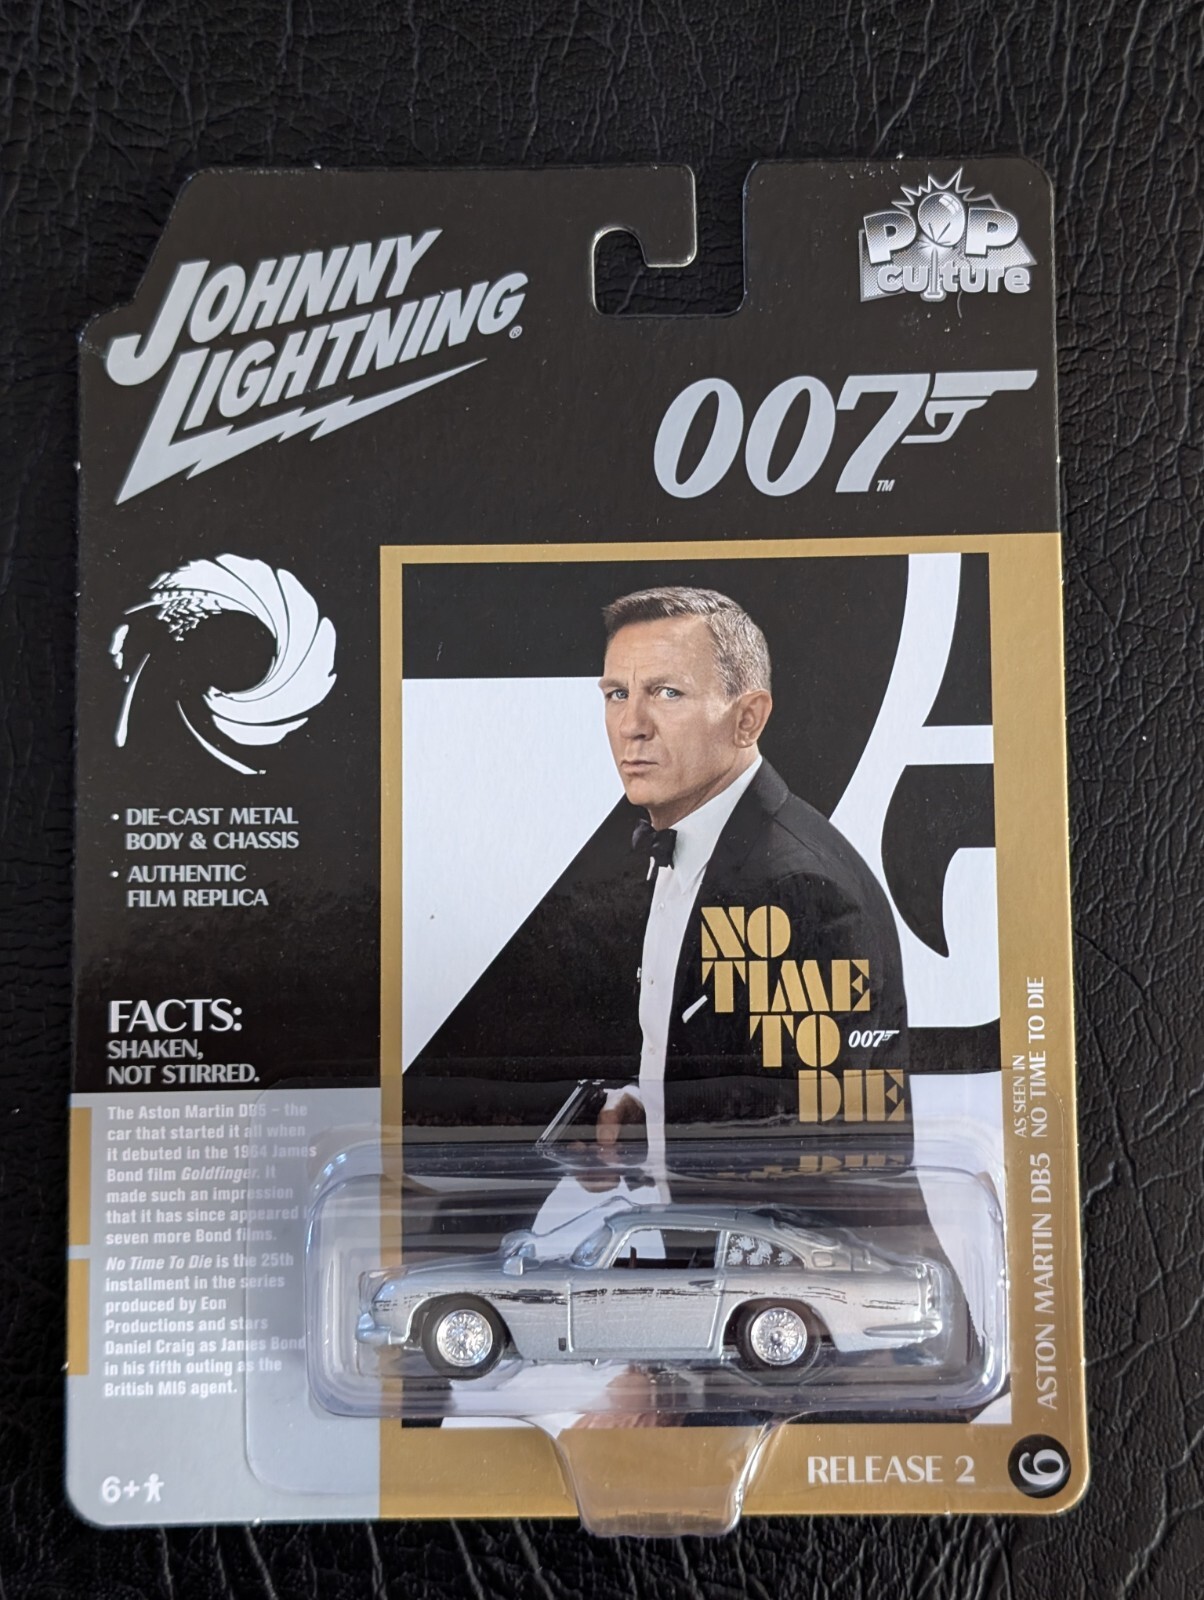 JOHNNY
LIGHTNING®
POP
culture
007
TM
• DIE-CAST METAL
BODY & CHASSIS
• AUTHENTIC
FILM REPLICA
FACTS:
SHAKEN,
NOT STIRRED.
The Aston Martin DB5 – the
car that started it all when
it debuted in the 1964 James
Bond film Goldfinger. It
made such an impression
that it has since appeared in
seven more Bond films.
No Time To Die is the 25th
installment in the series
produced by Eon
Productions and stars
Daniel Craig as James Bond
in his fifth outing as the
British MI6 agent.
6+
NO
TIME
TO
DIE
007
AS SEEN IN
ASTON MARTIN DB5 NO TIME TO DIE
RELEASE 2
6